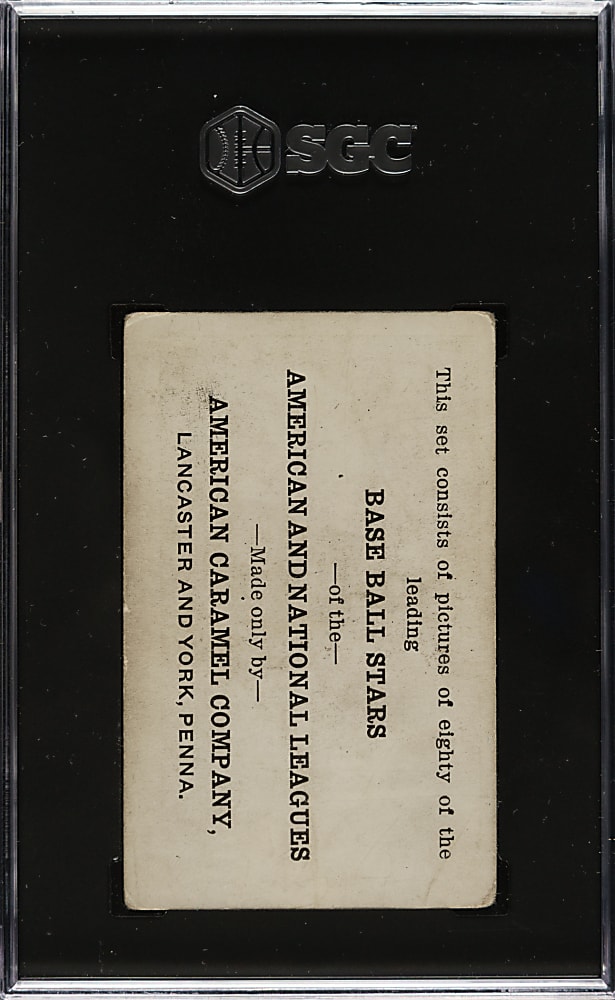 SGC
This set consists of pictures of eighty of the
leading
BASE BALL STARS
—of the—
AMERICAN AND NATIONAL LEAGUES
—Made only by—
AMERICAN CARAMEL COMPANY,
LANCASTER AND YORK, PENNA.